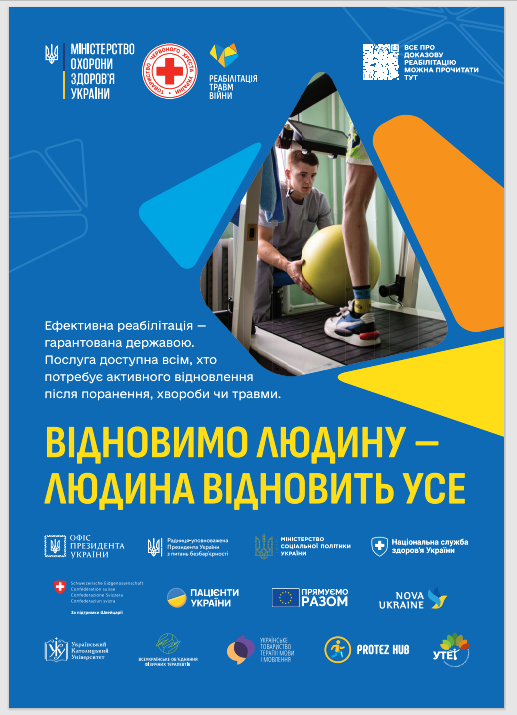 МІНІСТЕРСТВО
ОХОРОНИ
ЗДОРОВ'Я
УКРАЇНИ
ТОВАРИСТВО ЧЕРВОНОГО ХРЕСТА УКРАЇНИ
РЕАБІЛІТАЦІЯ
ТРАВМ
ВІЙНИ
ВСЕ ПРО
ДОКАЗОВУ
РЕАБІЛІТАЦІЮ
МОЖНА ПРОЧИТАТИ
ТУТ
Ефективна реабілітація —
гарантована державою.
Послуга доступна всім, хто
потребує активного відновлення
після поранення, хвороби чи травми.
ВІДНОВИМО ЛЮДИНУ —
ЛЮДИНА ВІДНОВИТЬ УСЕ
ОФІС
ПРЕЗИДЕНТА
УКРАЇНИ
Радниця-уповноважена
Президента України
з питань безбар'єрності
МІНІСТЕРСТВО
СОЦІАЛЬНОЇ ПОЛІТИКИ
УКРАЇНИ
Національна служба
здоров'я України
Schweizerische Eidgenossenschaft
Confédération suisse
Confederazione Svizzera
Confederaziun svizra
За підтримки Швейцарії
ПАЦІЄНТИ
УКРАЇНИ
ПРЯМУЄМО
РАЗОМ
NOVA
UKRAINE
Український
Католицький
Університет
ВСЕУКРАЇНСЬКЕ ОБ'ЄДНАННЯ
ФІЗИЧНИХ ТЕРАПЕВТІВ
УКРАЇНСЬКЕ
ТОВАРИСТВО
ТЕРАПІЇ МОВИ
І МОВЛЕННЯ
PROTEZ HUB
УТЕТ